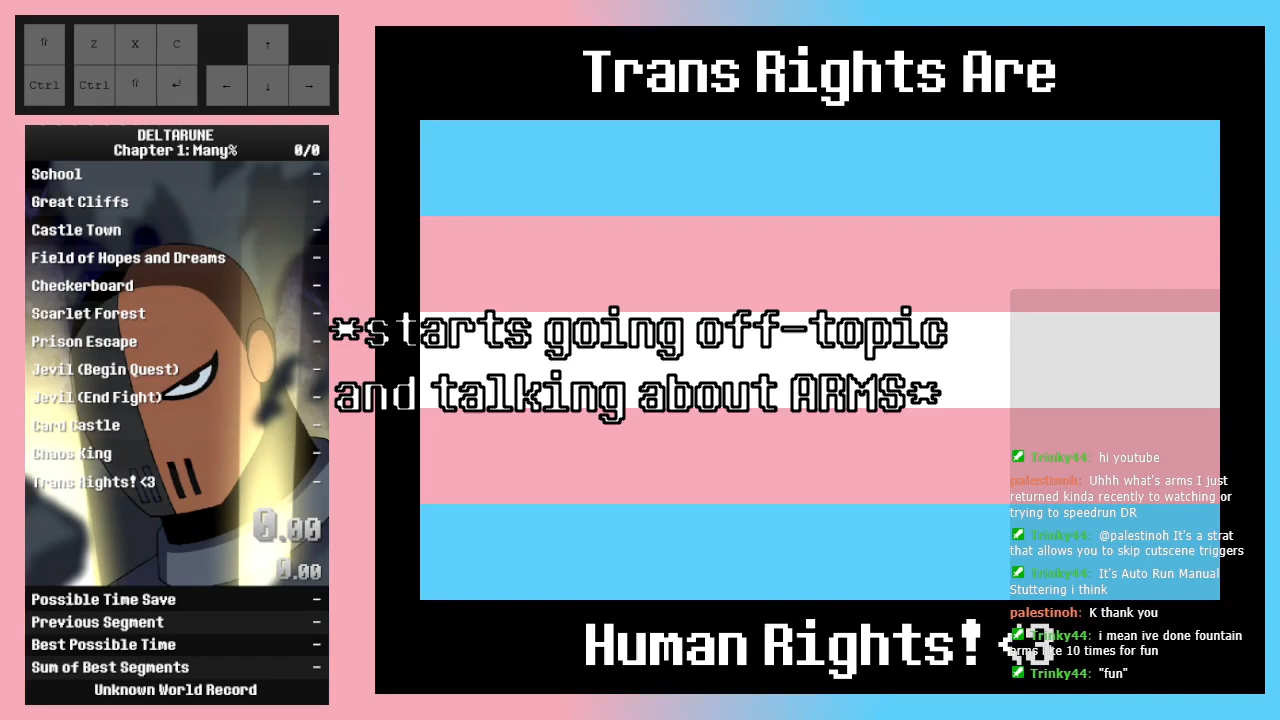 ⇧ Z X C ↑
Ctrl Ctrl ⇧ ↵ ← ↓ →
DELTARUNE
Chapter 1: Many% 0/0
School –
Great Cliffs –
Castle Town –
Field of Hopes and Dreams –
Checkerboard –
Scarlet Forest –
Prison Escape –
Jevil (Begin Quest) –
Jevil (End Fight) –
Card Castle –
Chaos King –
Trans Rights! <3 –
0.00
0.00
Possible Time Save –
Previous Segment –
Best Possible Time –
Sum of Best Segments –
Unknown World Record
Trans Rights Are
*starts going off-topic
and talking about ARMS*
Human Rights! <3
Trinky44: hi youtube
palestinoh: Uhhh what's arms I just
returned kinda recently to watching or
trying to speedrun DR
Trinky44: @palestinoh It's a strat
that allows you to skip cutscene triggers
Trinky44: It's Auto Run Manual
Stuttering i think
palestinoh: K thank you
Trinky44: i mean ive done fountain
arms like 10 times for fun
Trinky44: "fun"